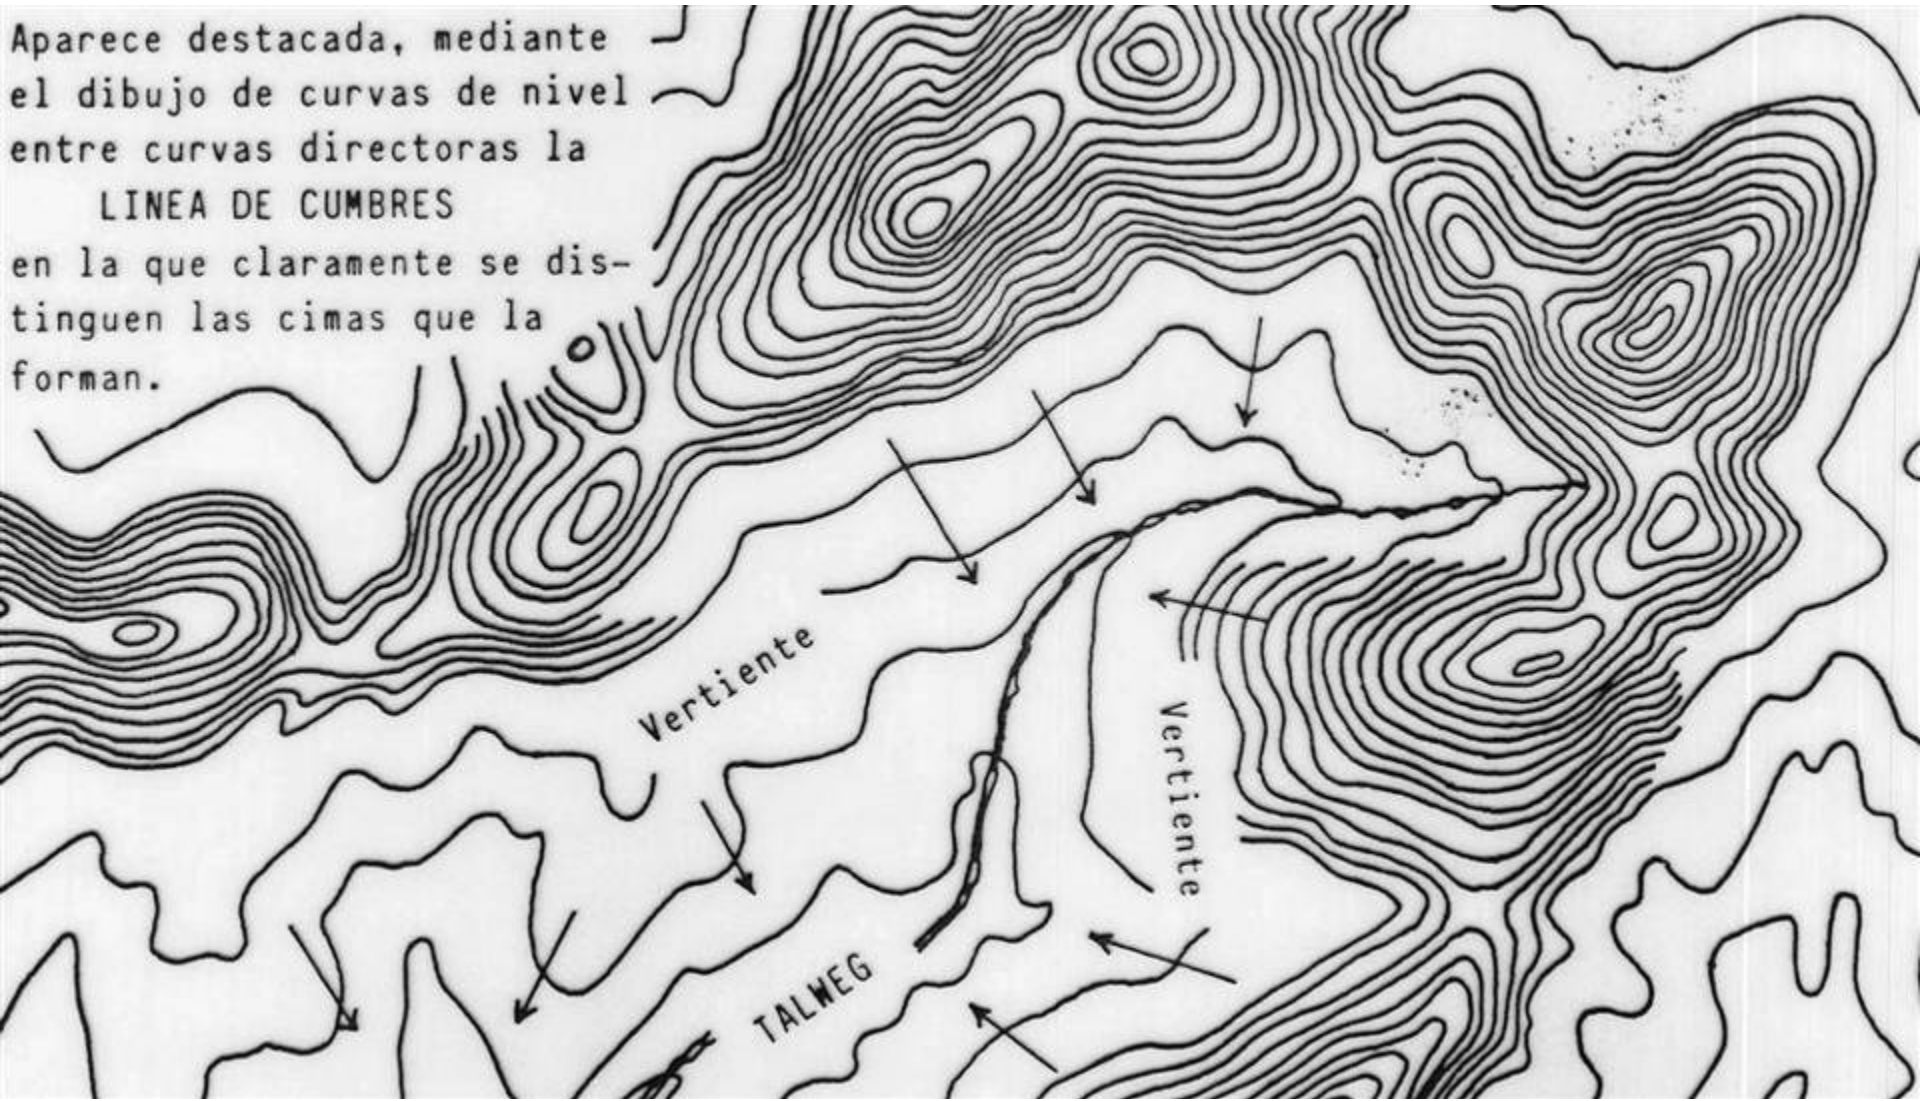 Aparece destacada, mediante
el dibujo de curvas de nivel
entre curvas directoras la
LINEA DE CUMBRES
en la que claramente se dis-
tinguen las cimas que la
forman.
Vertiente
Vertiente
TALWEG